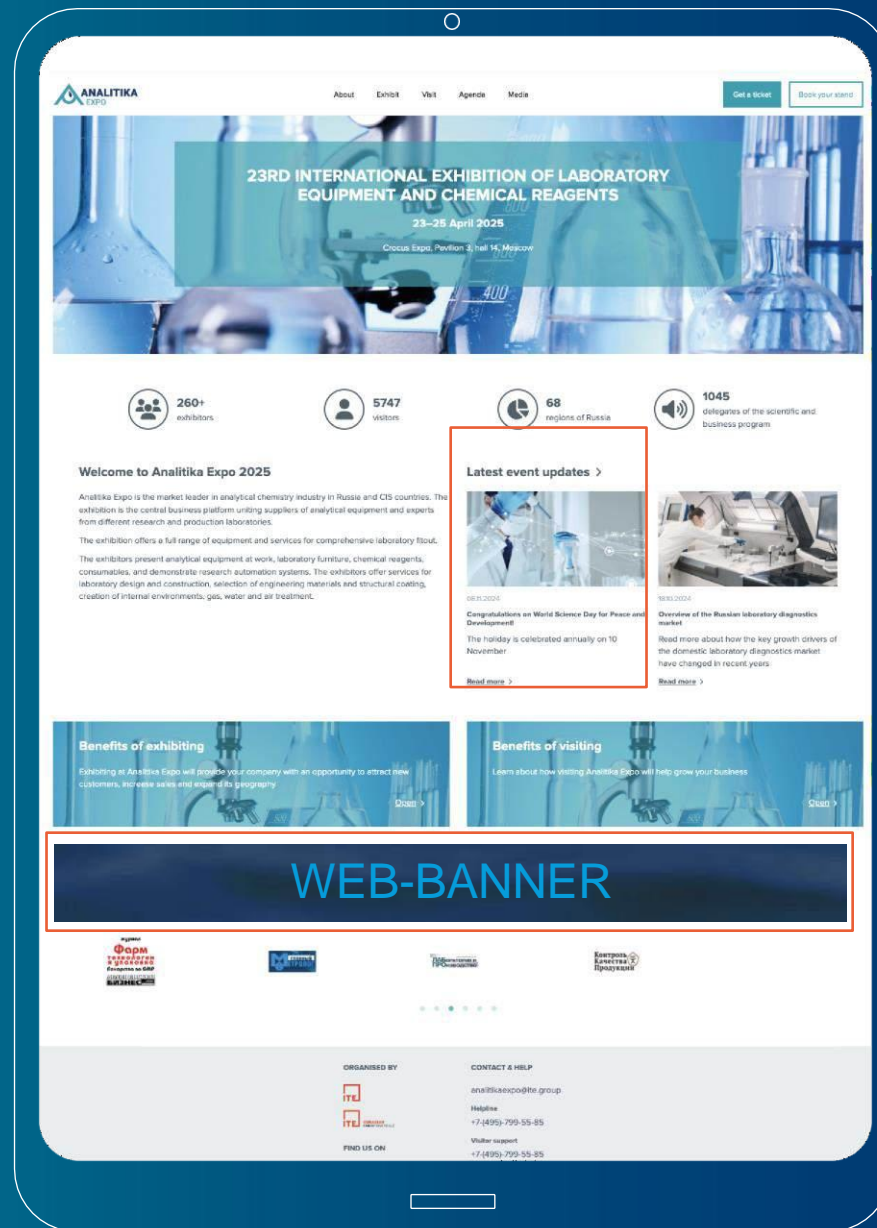 ANALITIKA
EXPO
About
Exhibit
Visit
Agenda
Media
Get a ticket
Book your stand
23RD INTERNATIONAL EXHIBITION OF LABORATORY
EQUIPMENT AND CHEMICAL REAGENTS
23–25 April 2025
Crocus Expo, Pavilion 3, hall 14, Moscow
260+
exhibitors
5747
visitors
68
regions of Russia
1045
delegates of the scientific and
business program
Welcome to Analitika Expo 2025
Analitika Expo is the market leader in analytical chemistry industry in Russia and CIS countries. The
exhibition is the central business platform uniting suppliers of analytical equipment and experts
from different research and production laboratories.
The exhibition offers a full range of equipment and services for comprehensive laboratory fitout.
The exhibitors present analytical equipment at work, laboratory furniture, chemical reagents,
consumables, and demonstrate research automation systems. The exhibitors offer services for
laboratory design and construction, selection of engineering materials and structural coating,
creation of internal environments; gas, water and air treatment.
Latest event updates >
08.11.2024
Congratulations on World Science Day for Peace and
Development!
The holiday is celebrated annually on 10
November
Read more >
18.10.2024
Overview of the Russian laboratory diagnostics
market
Read more about how the key growth drivers of
the domestic laboratory diagnostics market
have changed in recent years
Read more >
Benefits of exhibiting
Exhibiting at Analitika Expo will provide your company with an opportunity to attract new
customers, increase sales and expand its geography
Open >
Benefits of visiting
Learn about how visiting Analitika Expo will help grow your business
Open >
WEB-BANNER
Фарм
технологии
и упаковка
БИЗНЕС
Контроль
Качества
Продукции
ORGANISED BY
ITE
ITE
FIND US ON
CONTACT & HELP
analitikaexpo@ite.group
Helpline
+7-(495)-799-55-85
Visitor support
+7-(495)-799-55-85